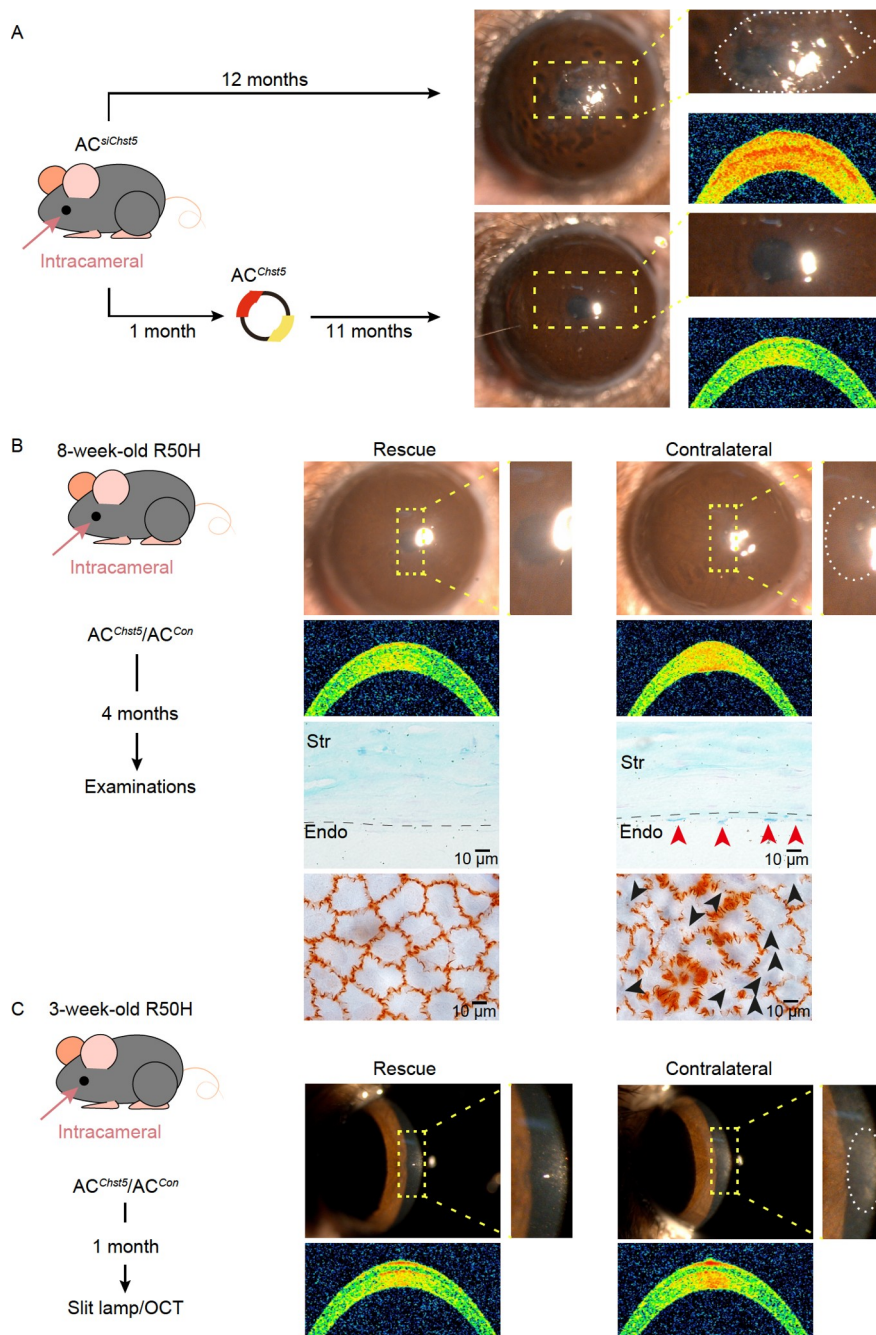 A
12 months
AC^siChst5
Intracameral
AC^Chst5
1 month
11 months
B
8-week-old R50H
Rescue
Contralateral
Intracameral
AC^Chst5/AC^Con
4 months
Examinations
Str
Endo
10 µm
Str
Endo
10 µm
10 µm
10 µm
C
3-week-old R50H
Rescue
Contralateral
Intracameral
AC^Chst5/AC^Con
1 month
Slit lamp/OCT